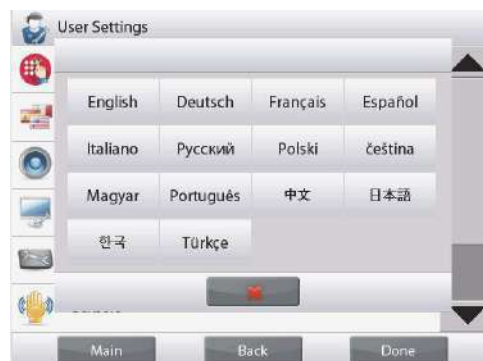 User Settings
English Deutsch Français Español
Italiano Русский Polski čeština
Magyar Português 中文 日本語
한국 Türkçe
Main Back Done